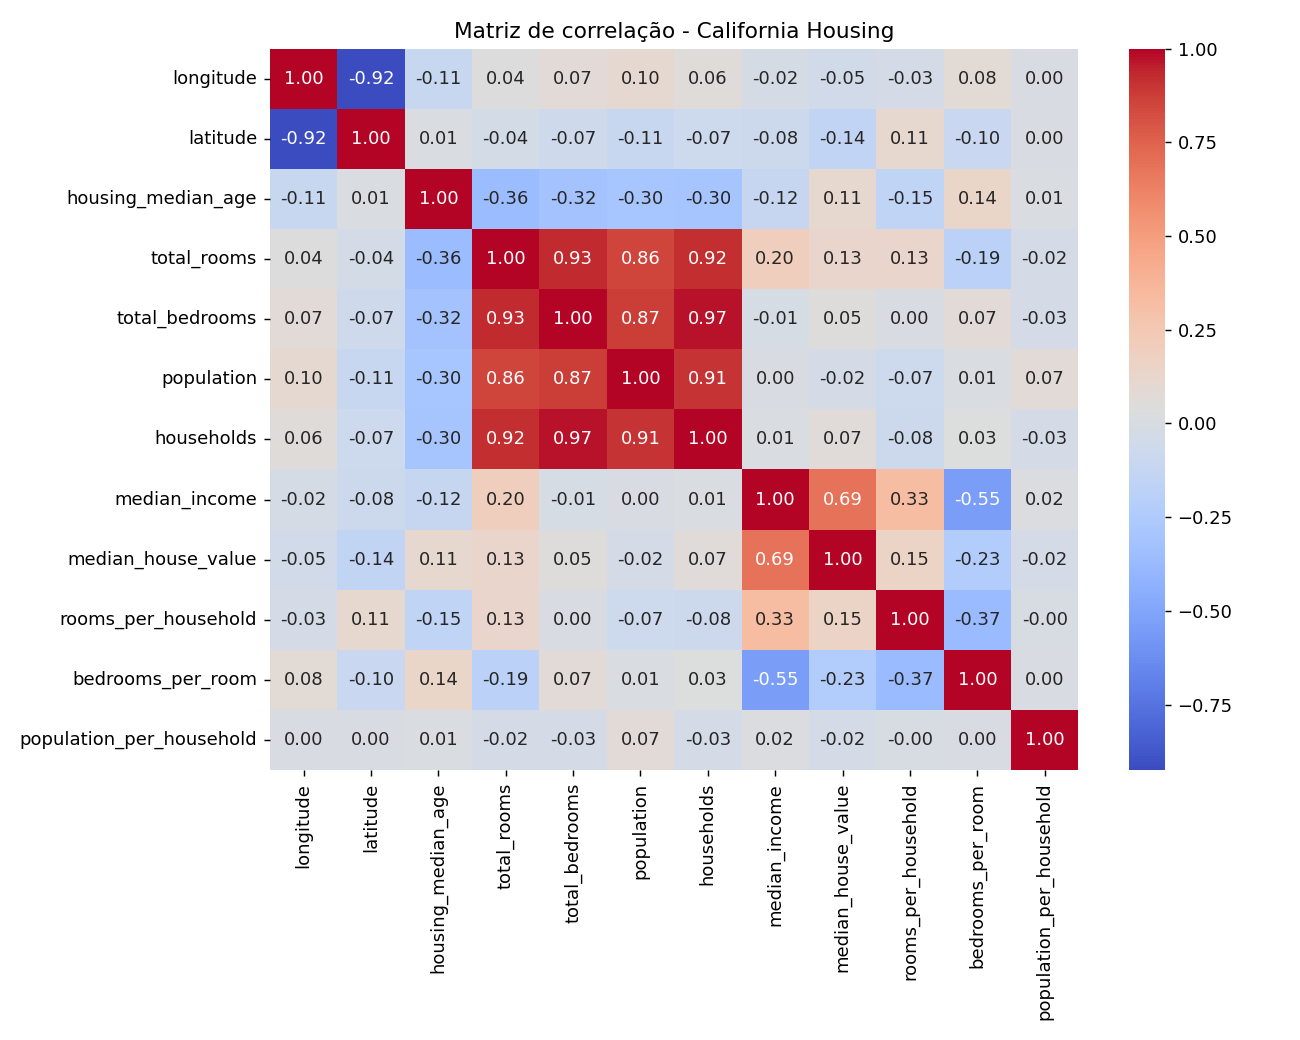 Matriz de correlação - California Housing
longitude 1.00 -0.92 -0.11 0.04 0.07 0.10 0.06 -0.02 -0.05 -0.03 0.08 0.00
latitude -0.92 1.00 0.01 -0.04 -0.07 -0.11 -0.07 -0.08 -0.14 0.11 -0.10 0.00
housing_median_age -0.11 0.01 1.00 -0.36 -0.32 -0.30 -0.30 -0.12 0.11 -0.15 0.14 0.01
total_rooms 0.04 -0.04 -0.36 1.00 0.93 0.86 0.92 0.20 0.13 0.13 -0.19 -0.02
total_bedrooms 0.07 -0.07 -0.32 0.93 1.00 0.87 0.97 -0.01 0.05 0.00 0.07 -0.03
population 0.10 -0.11 -0.30 0.86 0.87 1.00 0.91 0.00 -0.02 -0.07 0.01 0.07
households 0.06 -0.07 -0.30 0.92 0.97 0.91 1.00 0.01 0.07 -0.08 0.03 -0.03
median_income -0.02 -0.08 -0.12 0.20 -0.01 0.00 0.01 1.00 0.69 0.33 -0.55 0.02
median_house_value -0.05 -0.14 0.11 0.13 0.05 -0.02 0.07 0.69 1.00 0.15 -0.23 -0.02
rooms_per_household -0.03 0.11 -0.15 0.13 0.00 -0.07 -0.08 0.33 0.15 1.00 -0.37 -0.00
bedrooms_per_room 0.08 -0.10 0.14 -0.19 0.07 0.01 0.03 -0.55 -0.23 -0.37 1.00 0.00
population_per_household 0.00 0.00 0.01 -0.02 -0.03 0.07 -0.03 0.02 -0.02 -0.00 0.00 1.00
longitude
latitude
housing_median_age
total_rooms
total_bedrooms
population
households
median_income
median_house_value
rooms_per_household
bedrooms_per_room
population_per_household
1.00
0.75
0.50
0.25
0.00
−0.25
−0.50
−0.75